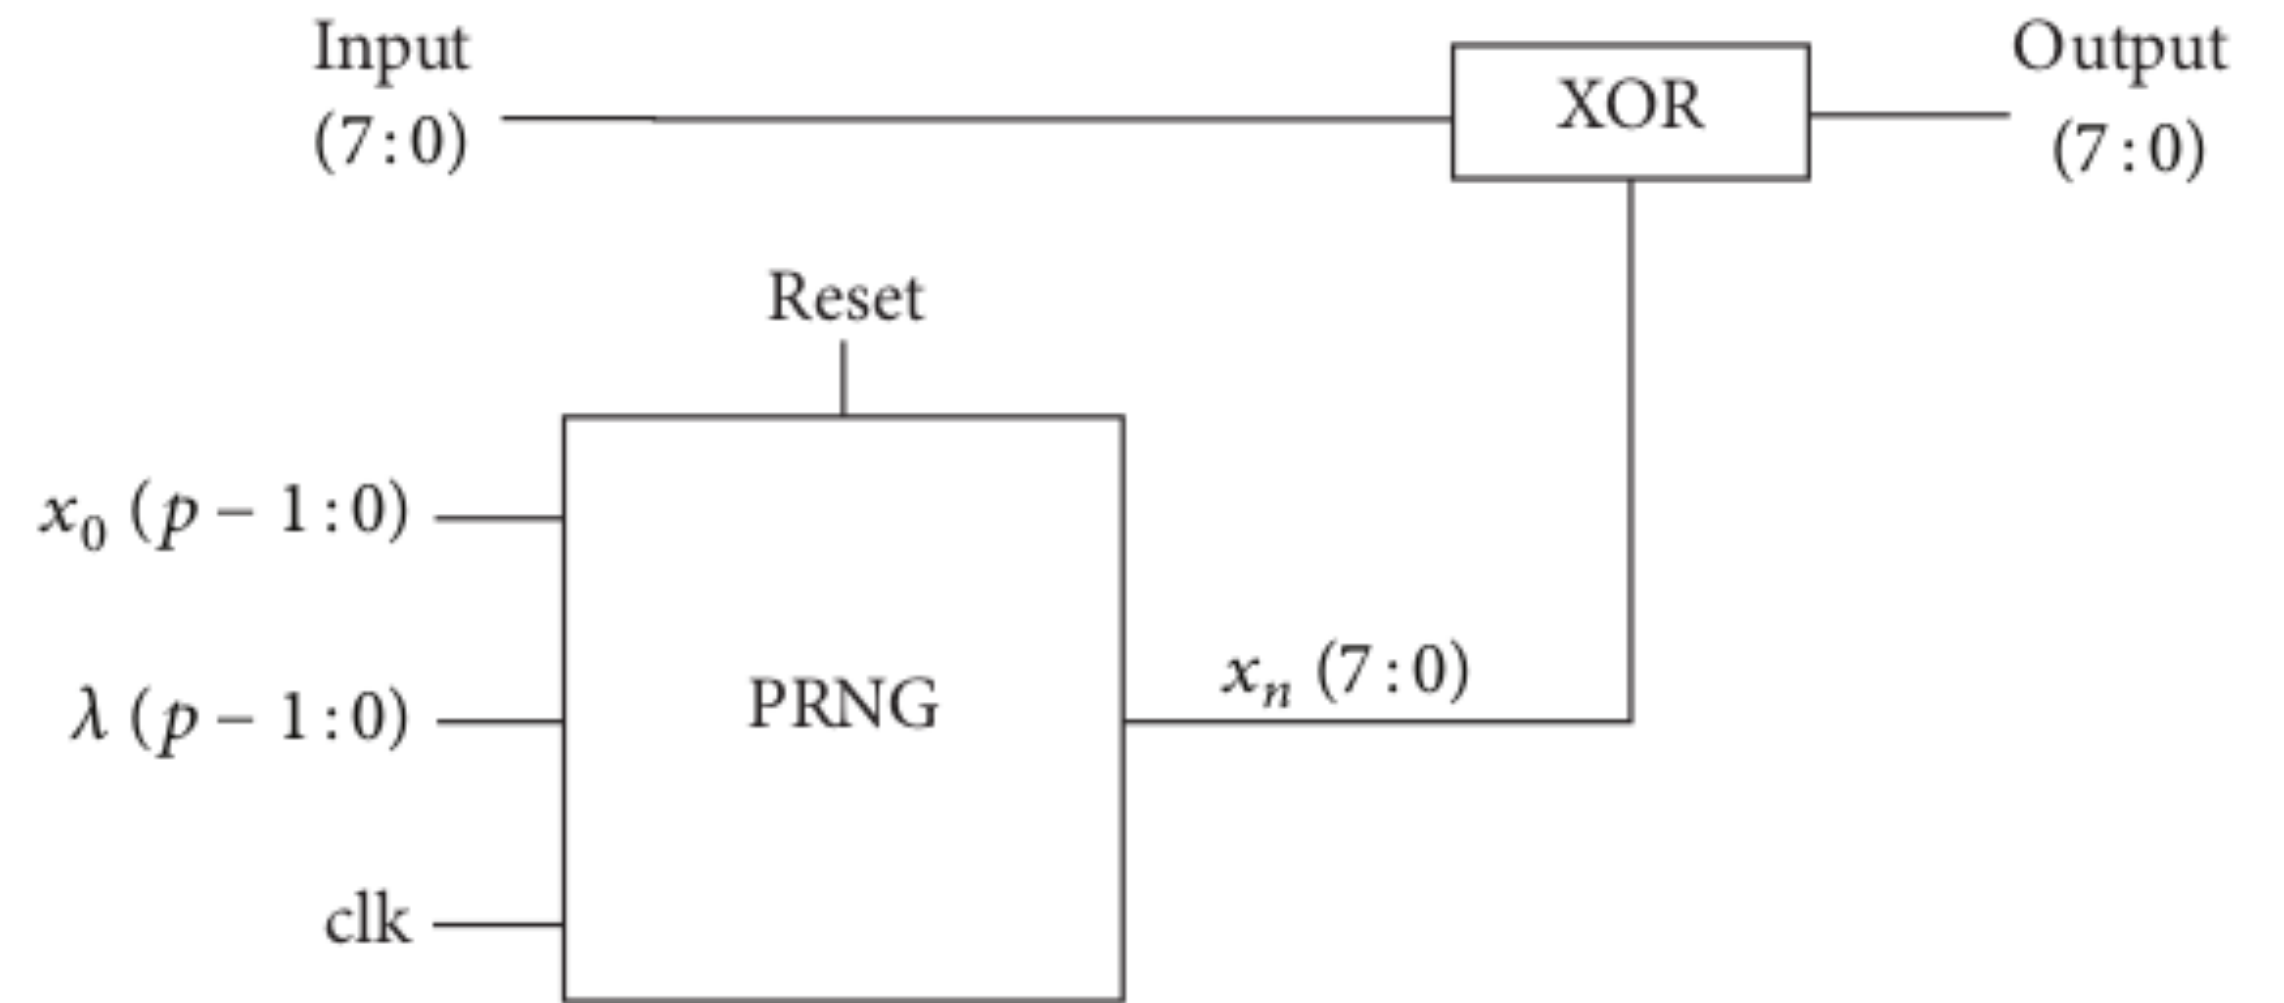 Input
(7:0)
XOR
Output
(7:0)
Reset
x₀ (p – 1:0)
λ (p – 1:0)
clk
PRNG
xₙ (7:0)